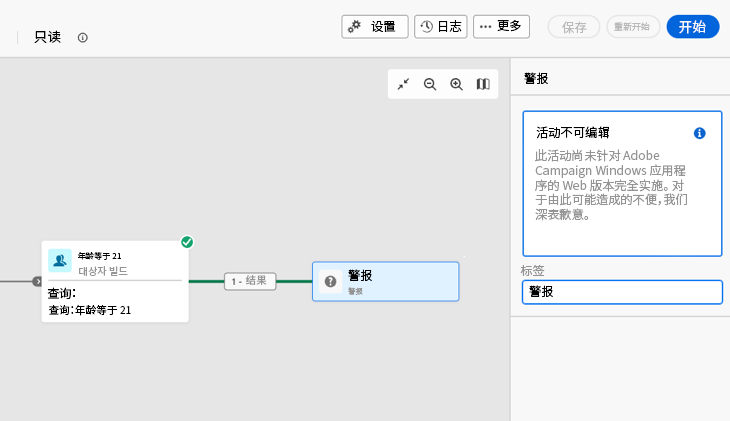 只读
设置
日志
更多
保存
重新开始
开始
警报
活动不可编辑
此活动尚未针对 Adobe
Campaign Windows 应用程
序的 Web 版本完全实施。对
于由此可能造成的不便，我们
深表歉意。
标签
警报
年龄等于 21
대상자 빌드
查询：
查询：年龄等于 21
1 - 结果
警报
警报